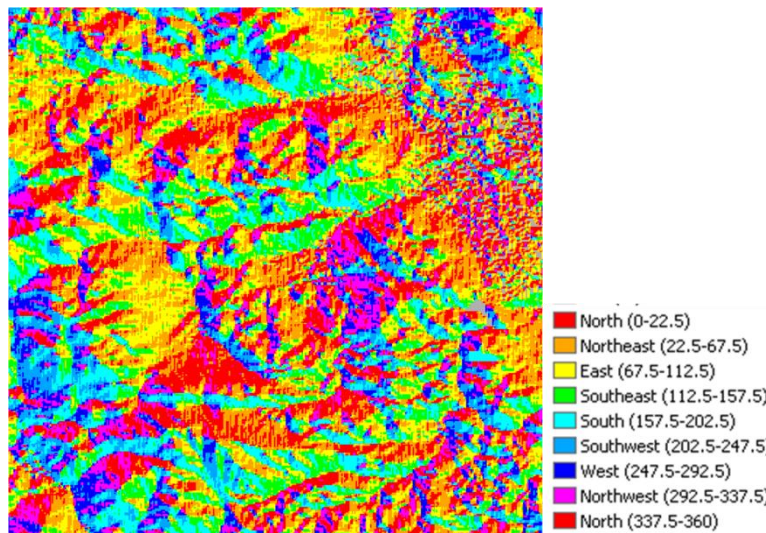 North (0-22.5)
Northeast (22.5-67.5)
East (67.5-112.5)
Southeast (112.5-157.5)
South (157.5-202.5)
Southwest (202.5-247.5)
West (247.5-292.5)
Northwest (292.5-337.5)
North (337.5-360)